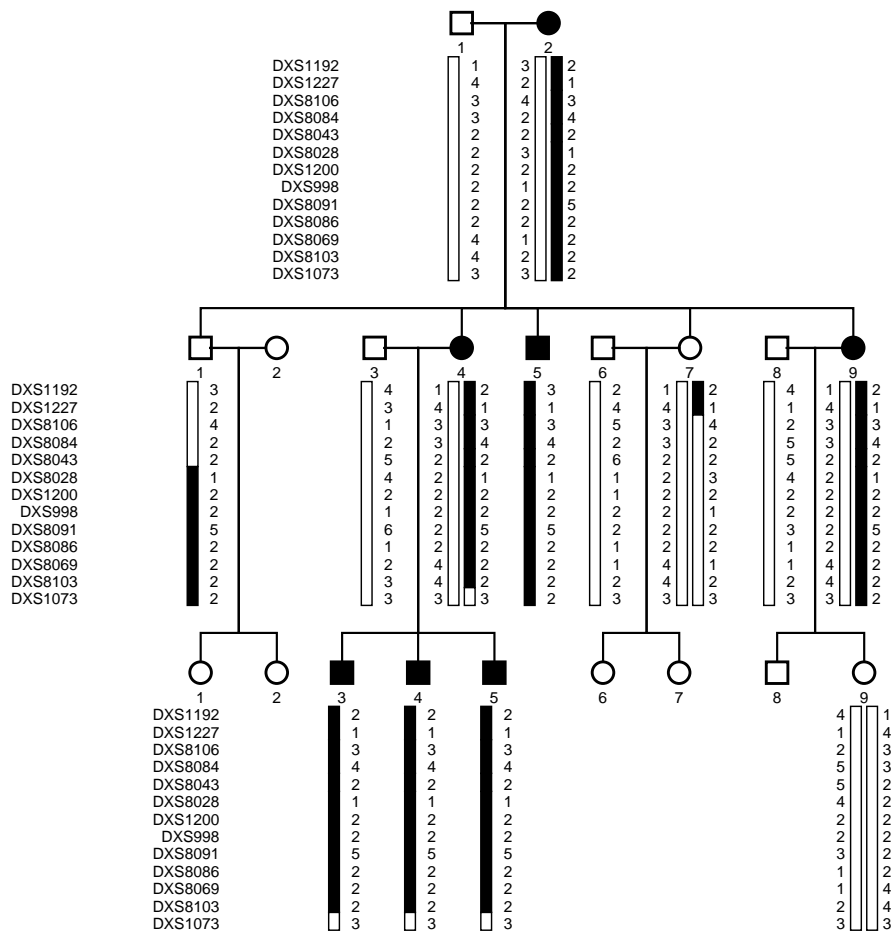 1 2
DXS1192 1 3 2
DXS1227 4 2 1
DXS8106 3 4 3
DXS8084 3 2 4
DXS8043 2 2 2
DXS8028 2 3 1
DXS1200 2 2 2
DXS998 2 1 2
DXS8091 2 2 5
DXS8086 2 2 2
DXS8069 4 1 2
DXS8103 4 2 2
DXS1073 3 3 2
1 2 3 4 5 6 7 8 9
DXS1192 3 4 1 2 3 2 1 2 4 1 2
DXS1227 2 3 4 1 1 4 4 1 1 4 1
DXS8106 4 1 3 3 3 5 3 4 2 3 3
DXS8084 2 2 3 4 4 2 3 2 5 3 4
DXS8043 2 5 2 2 2 6 2 2 5 2 2
DXS8028 1 4 2 1 1 1 2 3 4 2 1
DXS1200 2 2 2 2 2 1 2 2 2 2 2
DXS998 2 1 2 2 2 2 2 1 2 2 2
DXS8091 5 6 2 5 5 2 2 2 3 2 5
DXS8086 2 1 2 2 2 1 2 2 1 2 2
DXS8069 2 2 4 2 2 1 4 1 1 4 2
DXS8103 2 3 4 2 2 2 4 2 2 4 2
DXS1073 2 3 3 3 2 3 3 3 3 3 2
1 2 3 4 5 6 7 8 9
DXS1192 2 2 2 4 1
DXS1227 1 1 1 1 4
DXS8106 3 3 3 2 3
DXS8084 4 4 4 5 3
DXS8043 2 2 2 5 2
DXS8028 1 1 1 4 2
DXS1200 2 2 2 2 2
DXS998 2 2 2 2 2
DXS8091 5 5 5 3 2
DXS8086 2 2 2 1 2
DXS8069 2 2 2 1 4
DXS8103 2 2 2 2 4
DXS1073 3 3 3 3 3